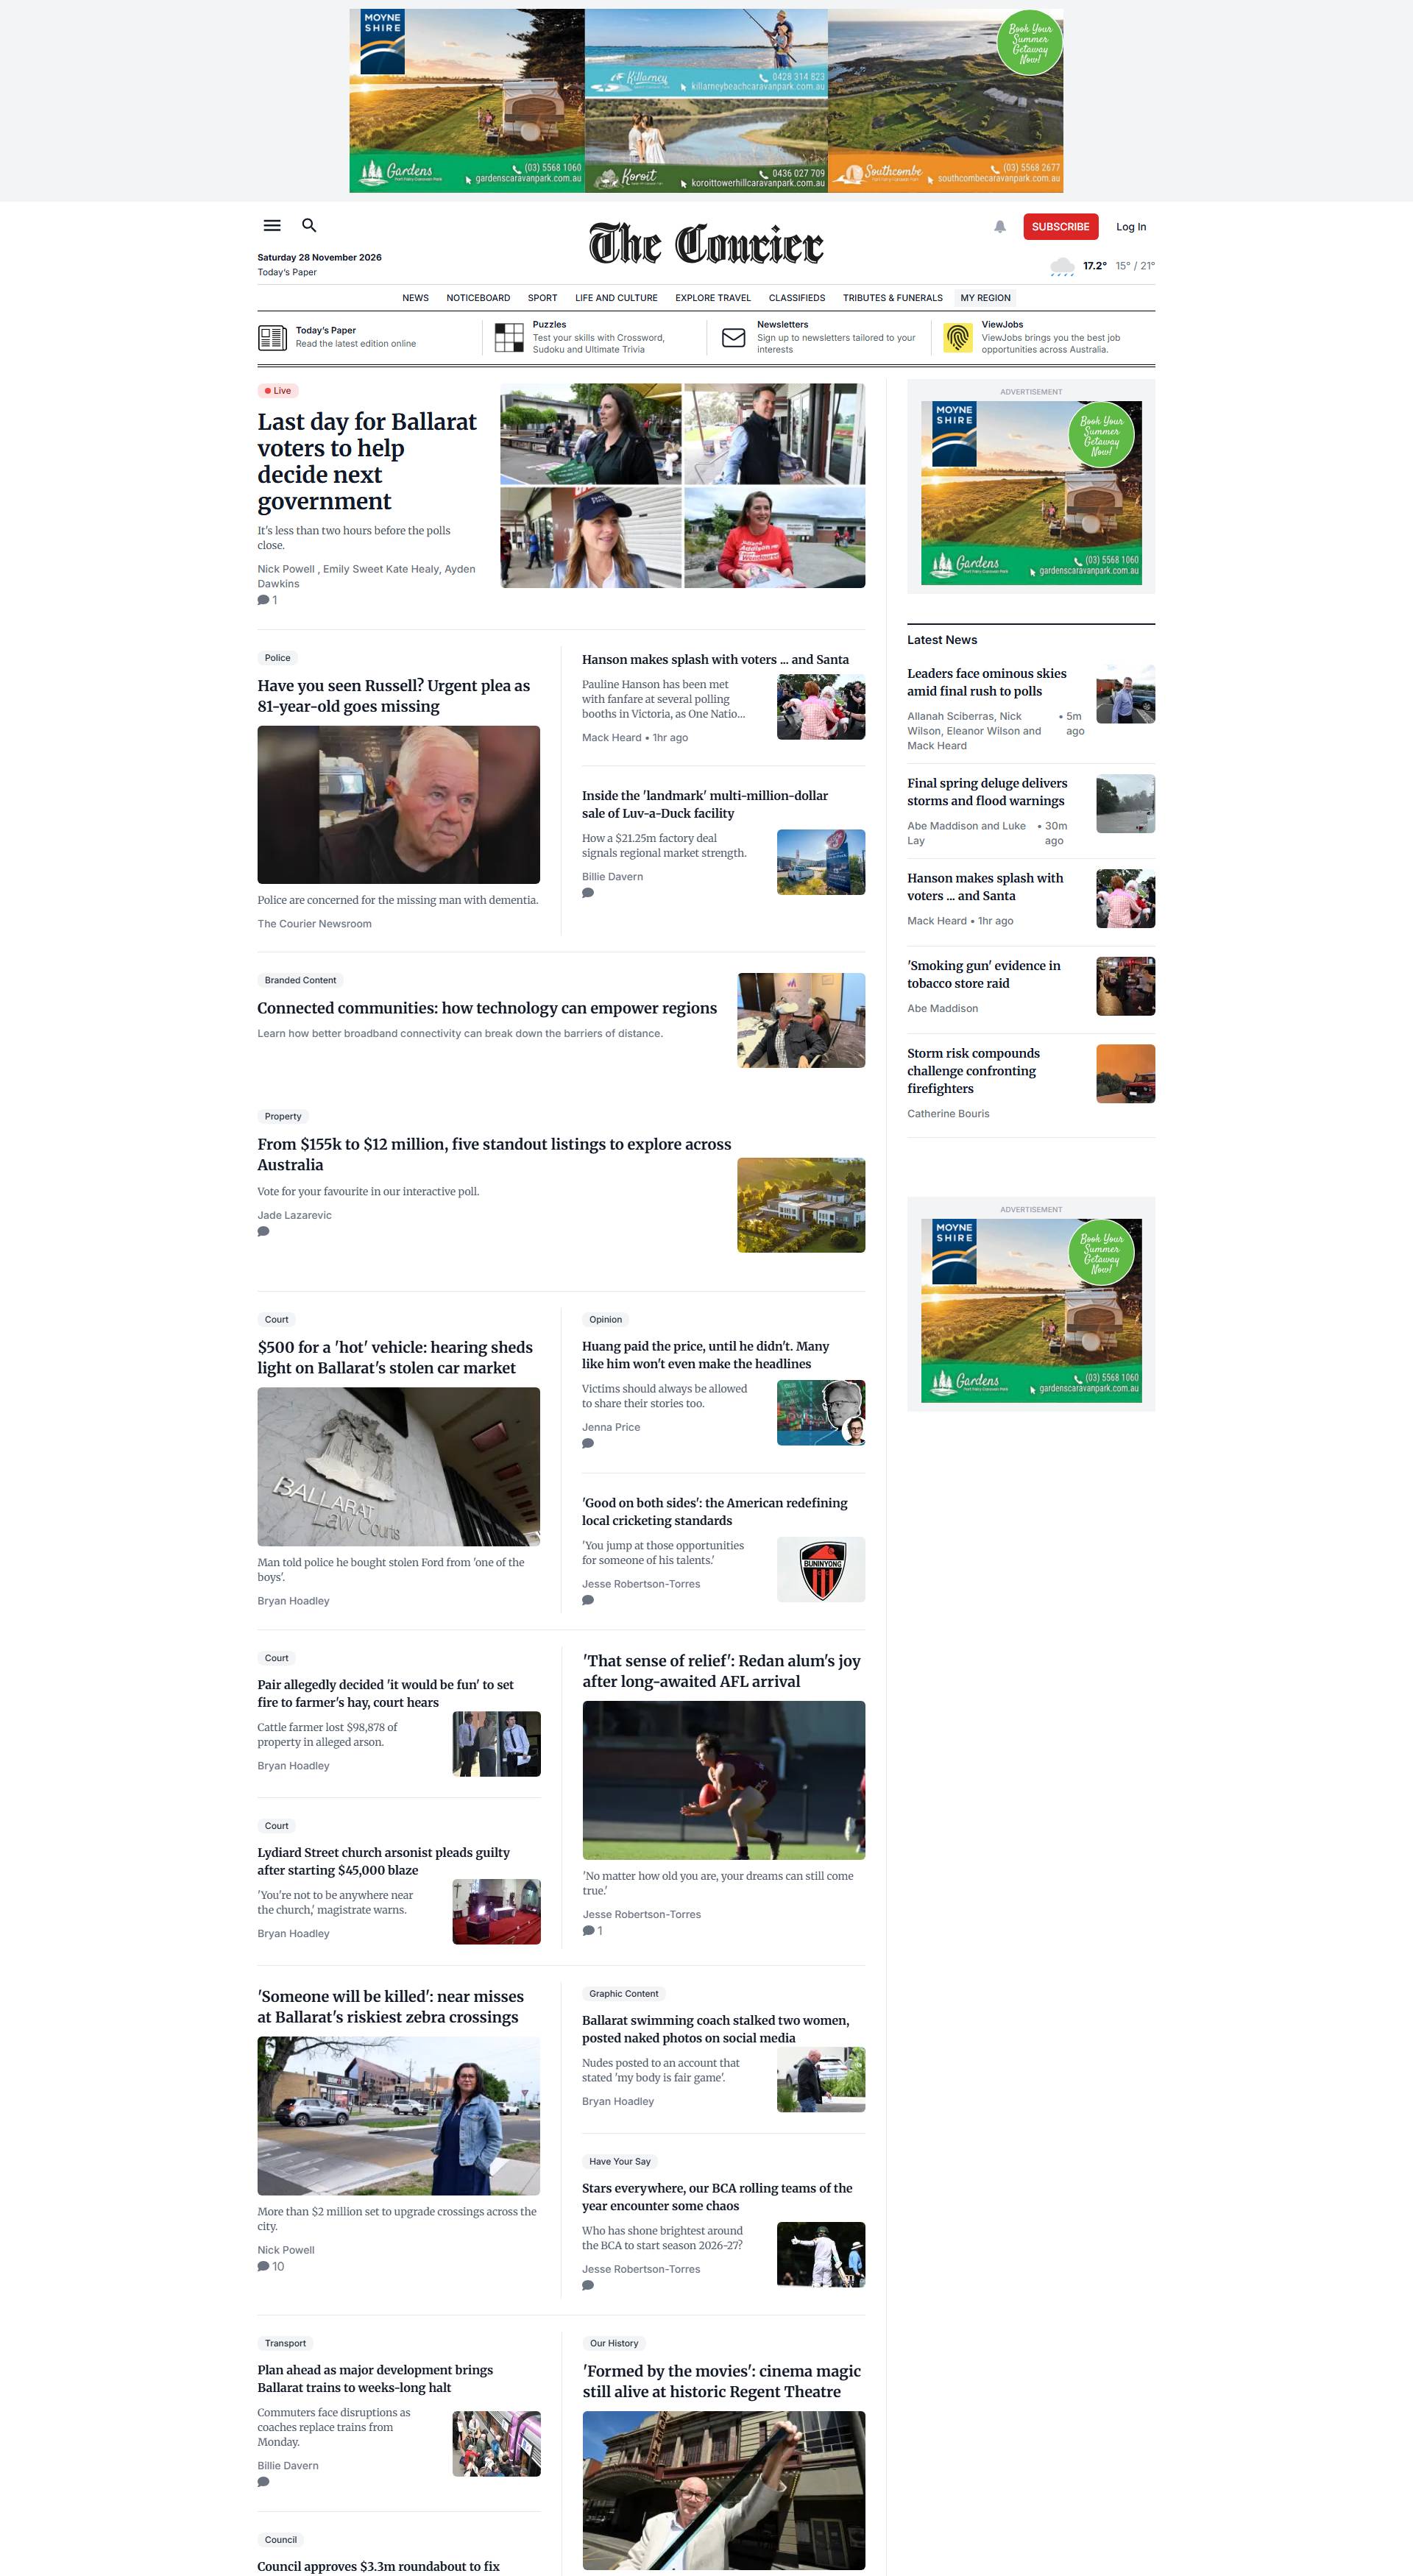 MOYNE
SHIRE
Book Your
Summer
Getaway
Now!
Killarney
0428 314 823
killarneybeachcaravanpark.com.au
Gardens
(03) 5568 1060
gardenscaravanpark.com.au
Koroit
0436 027 709
koroittowerhillcaravanpark.com.au
Southcombe
(03) 5568 2677
southcombecaravanpark.com.au
The Courier
SUBSCRIBE
Log In
Saturday 28 November 2026
Today's Paper
17.2° 15° / 21°
NEWS NOTICEBOARD SPORT LIFE AND CULTURE EXPLORE TRAVEL CLASSIFIEDS TRIBUTES & FUNERALS MY REGION
Today's Paper
Read the latest edition online
Puzzles
Test your skills with Crossword,
Sudoku and Ultimate Trivia
Newsletters
Sign up to newsletters tailored to your
interests
ViewJobs
ViewJobs brings you the best job
opportunities across Australia.
Live
Last day for Ballarat
voters to help
decide next
government
It's less than two hours before the polls
close.
Nick Powell , Emily Sweet Kate Healy, Ayden
Dawkins
1
Police
Have you seen Russell? Urgent plea as
81-year-old goes missing
Police are concerned for the missing man with dementia.
The Courier Newsroom
Hanson makes splash with voters ... and Santa
Pauline Hanson has been met
with fanfare at several polling
booths in Victoria, as One Natio...
Mack Heard • 1hr ago
Inside the 'landmark' multi-million-dollar
sale of Luv-a-Duck facility
How a $21.25m factory deal
signals regional market strength.
Billie Davern
Branded Content
Connected communities: how technology can empower regions
Learn how better broadband connectivity can break down the barriers of distance.
Property
From $155k to $12 million, five standout listings to explore across
Australia
Vote for your favourite in our interactive poll.
Jade Lazarevic
Court
$500 for a 'hot' vehicle: hearing sheds
light on Ballarat's stolen car market
BALLARAT
Law Courts
Man told police he bought stolen Ford from 'one of the
boys'.
Bryan Hoadley
Opinion
Huang paid the price, until he didn't. Many
like him won't even make the headlines
Victims should always be allowed
to share their stories too.
Jenna Price
'Good on both sides': the American redefining
local cricketing standards
'You jump at those opportunities
for someone of his talents.'
Jesse Robertson-Torres
BUNINYONG
Court
Pair allegedly decided 'it would be fun' to set
fire to farmer's hay, court hears
Cattle farmer lost $98,878 of
property in alleged arson.
Bryan Hoadley
Court
Lydiard Street church arsonist pleads guilty
after starting $45,000 blaze
'You're not to be anywhere near
the church,' magistrate warns.
Bryan Hoadley
'That sense of relief': Redan alum's joy
after long-awaited AFL arrival
'No matter how old you are, your dreams can still come
true.'
Jesse Robertson-Torres
1
'Someone will be killed': near misses
at Ballarat's riskiest zebra crossings
More than $2 million set to upgrade crossings across the
city.
Nick Powell
10
Graphic Content
Ballarat swimming coach stalked two women,
posted naked photos on social media
Nudes posted to an account that
stated 'my body is fair game'.
Bryan Hoadley
Have Your Say
Stars everywhere, our BCA rolling teams of the
year encounter some chaos
Who has shone brightest around
the BCA to start season 2026-27?
Jesse Robertson-Torres
Transport
Plan ahead as major development brings
Ballarat trains to weeks-long halt
Commuters face disruptions as
coaches replace trains from
Monday.
Billie Davern
Council
Council approves $3.3m roundabout to fix
Our History
'Formed by the movies': cinema magic
still alive at historic Regent Theatre
ADVERTISEMENT
MOYNE
SHIRE
Book Your
Summer
Getaway
Now!
Gardens
(03) 5568 1060
gardenscaravanpark.com.au
Latest News
Leaders face ominous skies
amid final rush to polls
Allanah Sciberras, Nick
Wilson, Eleanor Wilson and
Mack Heard
• 5m
ago
Final spring deluge delivers
storms and flood warnings
Abe Maddison and Luke
Lay
• 30m
ago
Hanson makes splash with
voters ... and Santa
Mack Heard • 1hr ago
'Smoking gun' evidence in
tobacco store raid
Abe Maddison
Storm risk compounds
challenge confronting
firefighters
Catherine Bouris
ADVERTISEMENT
MOYNE
SHIRE
Book Your
Summer
Getaway
Now!
Gardens
(03) 5568 1060
gardenscaravanpark.com.au